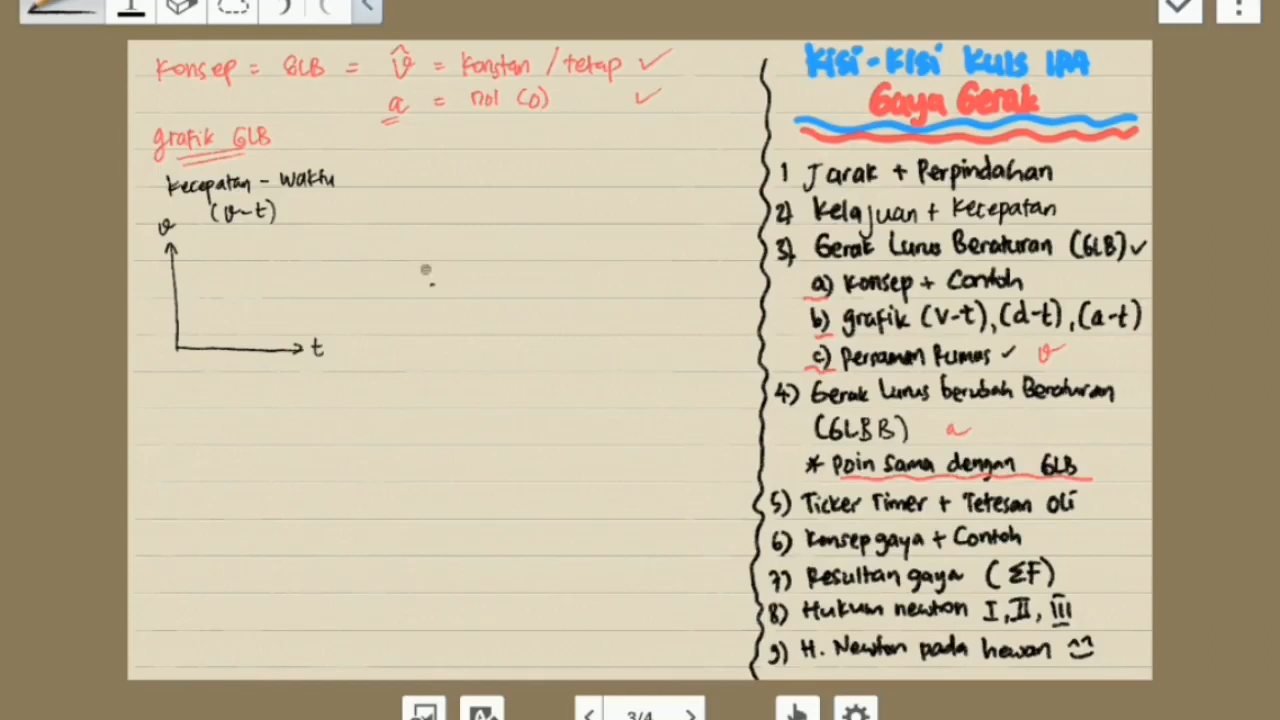 Konsep = GLB = v = Konstan / tetap ✓
a = nol (0) ✓
grafik GLB
Kecepatan - Waktu
(v-t)
v
t
Kisi-Kisi Kuis IPA
Gaya Gerak
1 Jarak + Perpindahan
2) Kelajuan + Kecepatan
3) Gerak Lurus Beraturan (GLB) ✓
a) Konsep + Contoh
b) grafik (v-t), (d-t), (a-t)
c) Persamaan Rumus ✓ v
4) Gerak Lurus berubah Beraturan
(GLBB) a
* Poin Sama dengan GLB
5) Ticker Timer + Tetesan Oli
6) Konsep gaya + Contoh
7) Resultan gaya (ΣF)
8) Hukum newton I, II, III
9) H. Newton pada hewan ^^
3/4